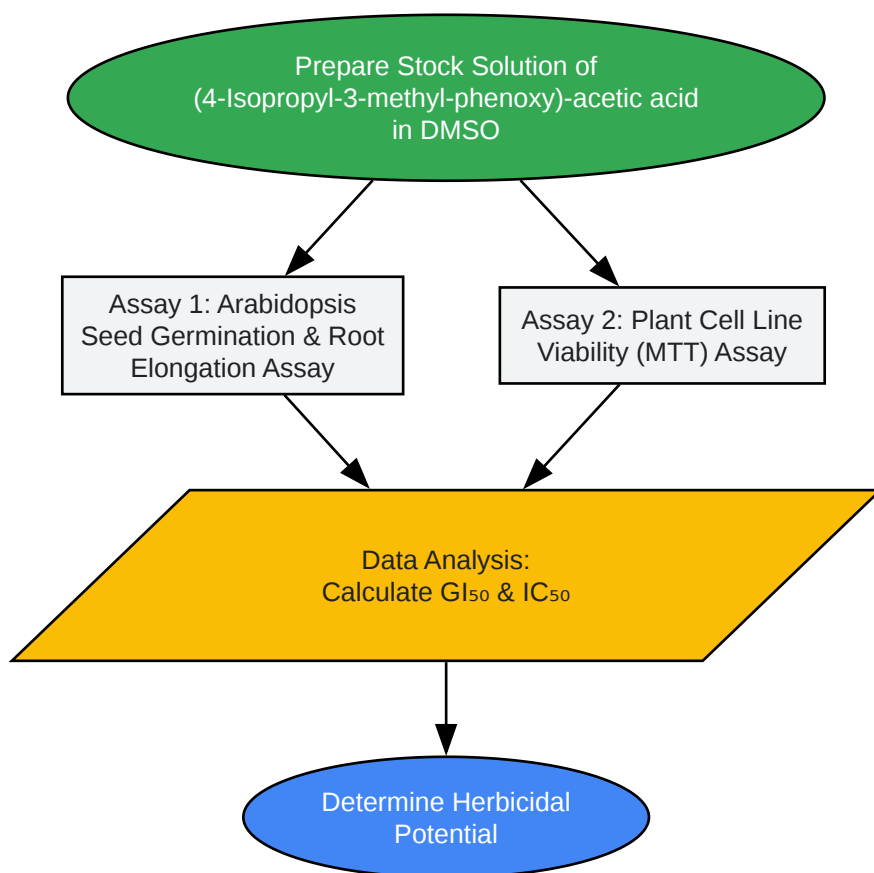 Prepare Stock Solution of
(4-Isopropyl-3-methyl-phenoxy)-acetic acid
in DMSO
Assay 1: Arabidopsis
Seed Germination & Root
Elongation Assay
Assay 2: Plant Cell Line
Viability (MTT) Assay
Data Analysis:
Calculate GI₅₀ & IC₅₀
Determine Herbicidal
Potential